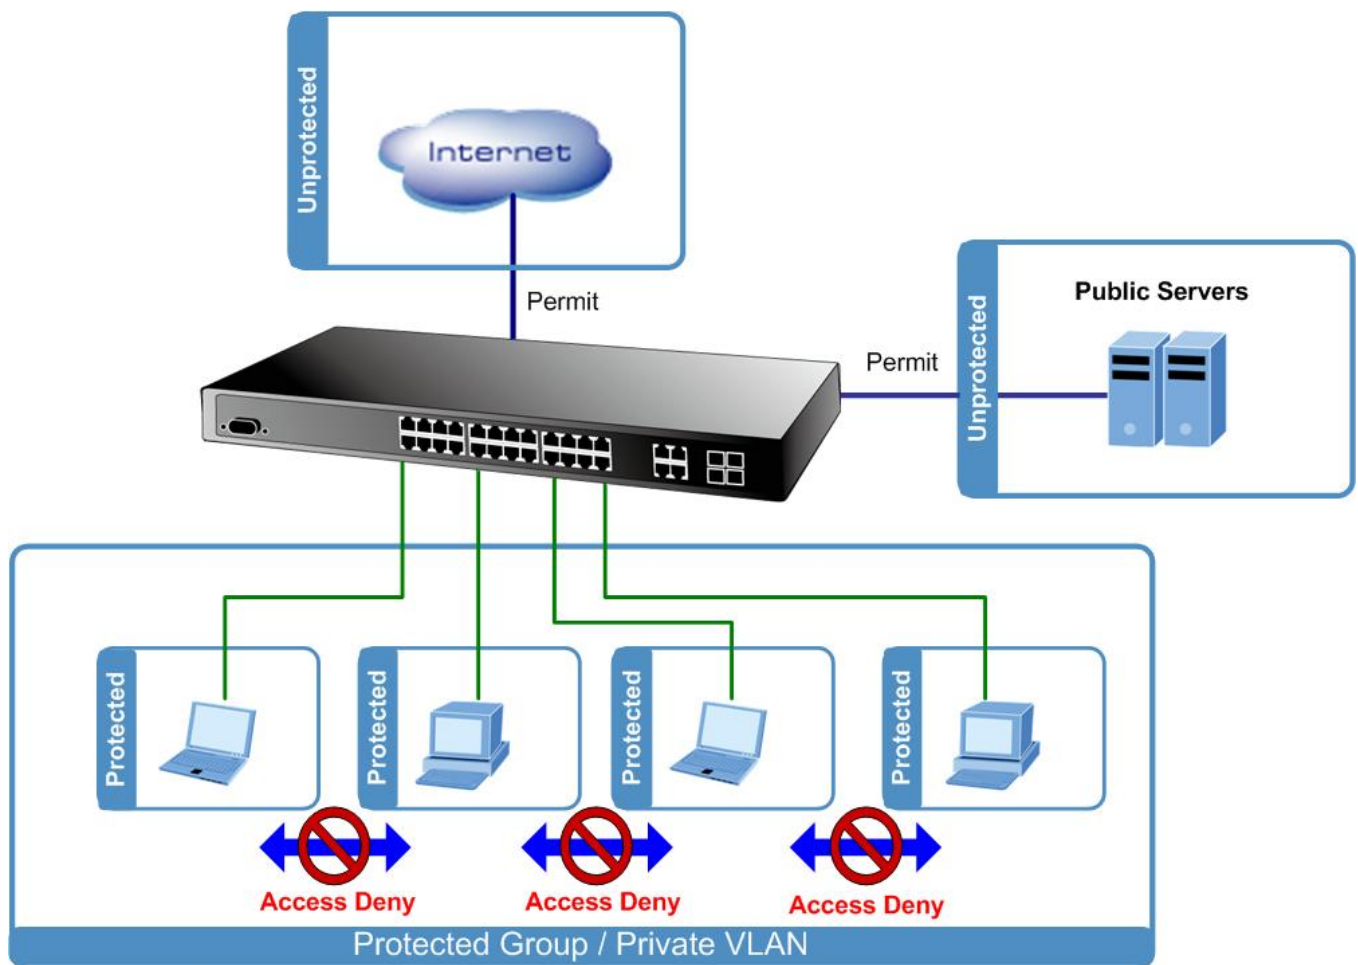 Unprotected
Internet
Permit
Public Servers
Permit
Unprotected
Protected
Protected
Protected
Protected
Access Deny
Access Deny
Access Deny
Protected Group / Private VLAN